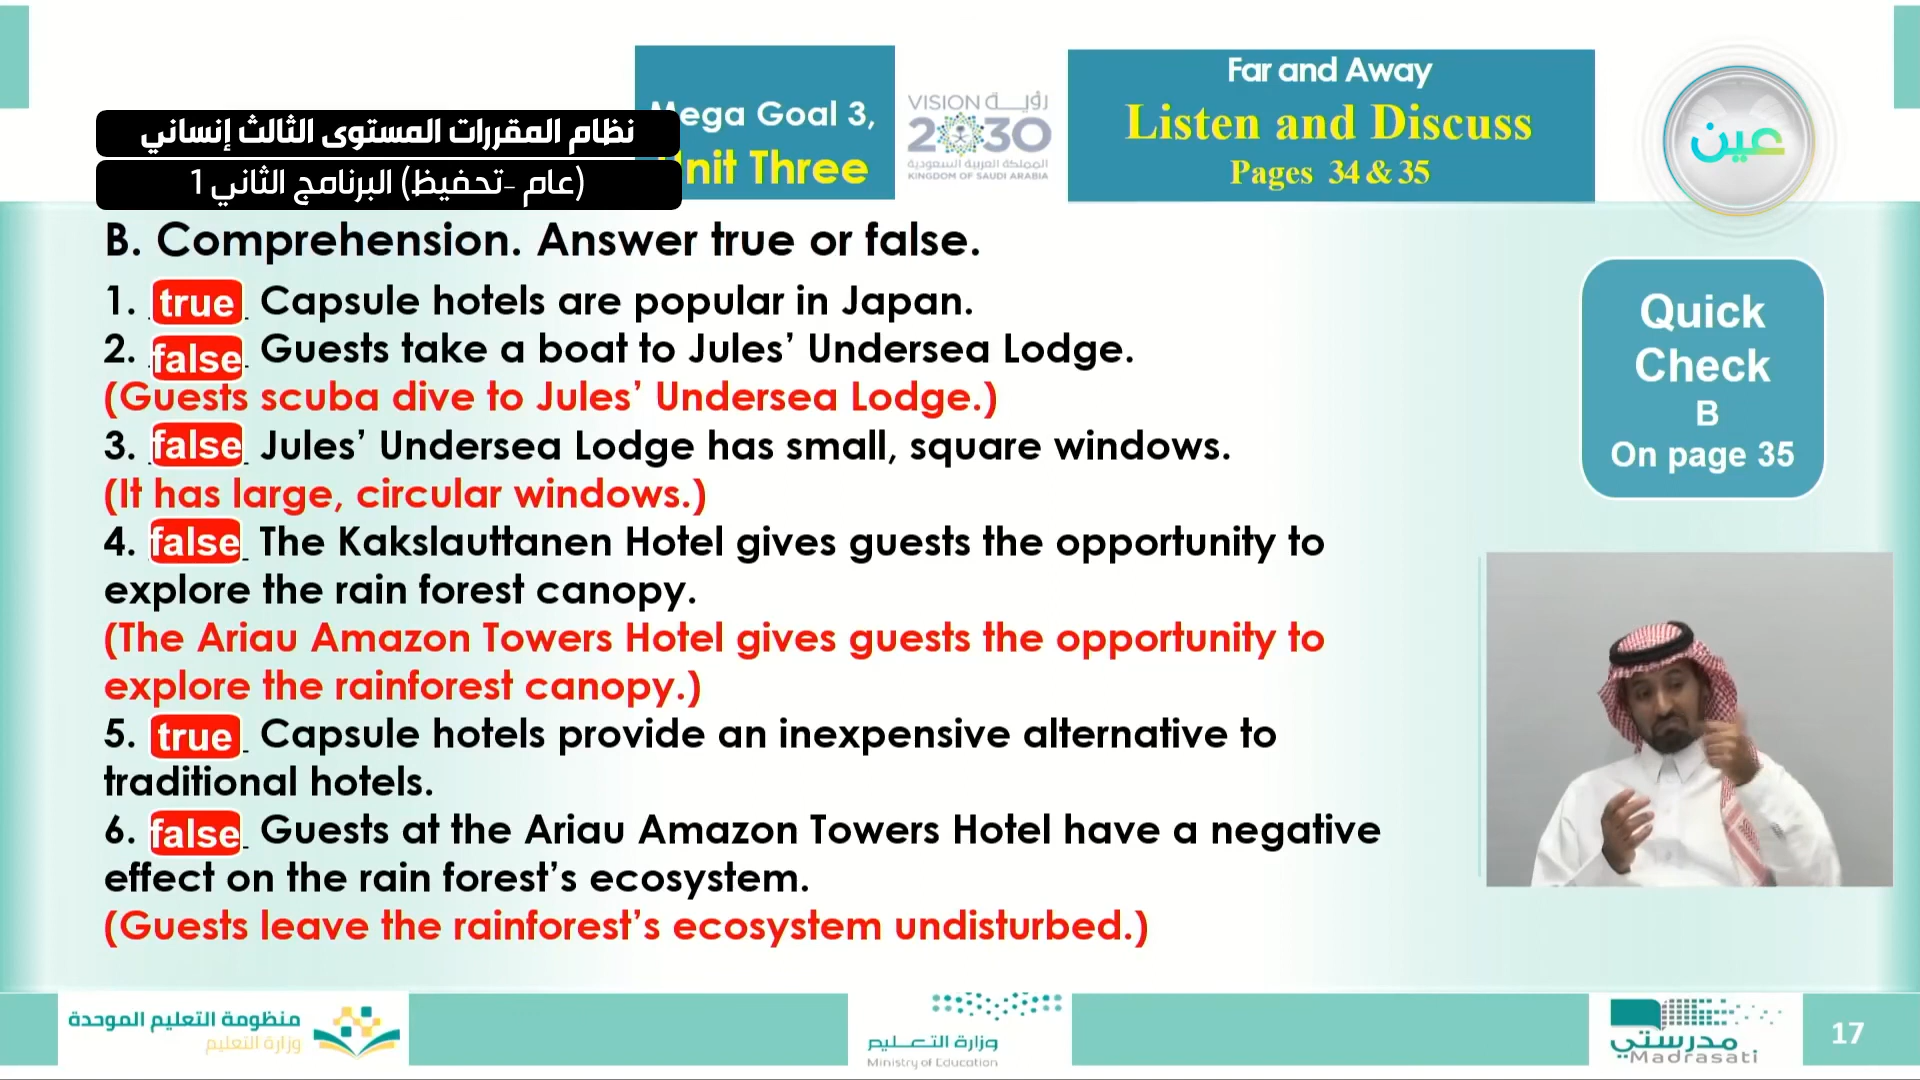 Mega Goal 3,
Unit Three
نظام المقررات المستوى الثالث إنساني
(عام -تحفيظ) البرنامج الثاني 1
VISION رؤيـــة
2030
المملكة العربية السعودية
KINGDOM OF SAUDI ARABIA
Far and Away
Listen and Discuss
Pages 34 & 35
عين
B. Comprehension. Answer true or false.
1. true Capsule hotels are popular in Japan.
2. false Guests take a boat to Jules’ Undersea Lodge.
(Guests scuba dive to Jules’ Undersea Lodge.)
3. false Jules’ Undersea Lodge has small, square windows.
(It has large, circular windows.)
4. false The Kakslauttanen Hotel gives guests the opportunity to
explore the rain forest canopy.
(The Ariau Amazon Towers Hotel gives guests the opportunity to
explore the rainforest canopy.)
5. true Capsule hotels provide an inexpensive alternative to
traditional hotels.
6. false Guests at the Ariau Amazon Towers Hotel have a negative
effect on the rain forest’s ecosystem.
(Guests leave the rainforest’s ecosystem undisturbed.)
Quick
Check
B
On page 35
منظومة التعليم الموحدة
وزارة التعليم
وزارة التعـــليم
Ministry of Education
مدرستي
Madrasati
17